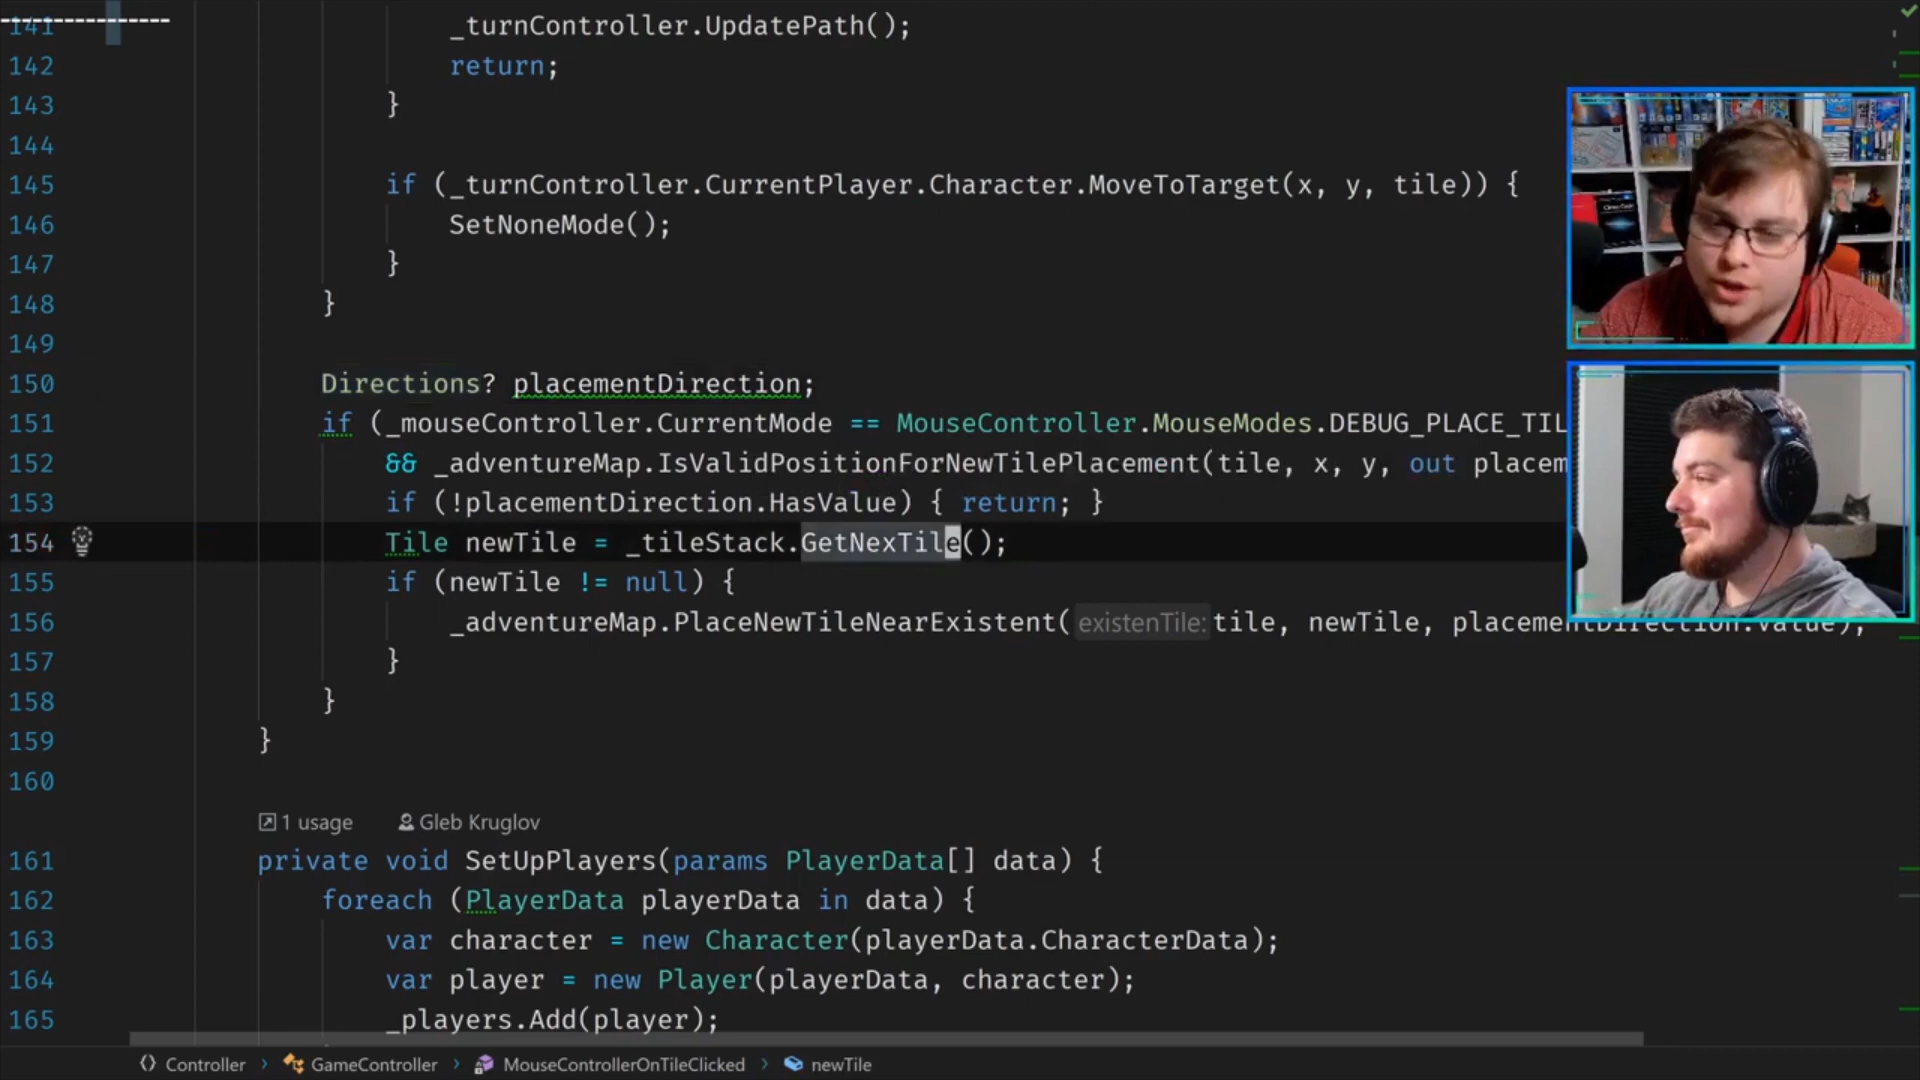 141 _turnController.UpdatePath();
142 return;
143 }
144
145 if (_turnController.CurrentPlayer.Character.MoveToTarget(x, y, tile)) {
146 SetNoneMode();
147 }
148 }
149
150 Directions? placementDirection;
151 if (_mouseController.CurrentMode == MouseController.MouseModes.DEBUG_PLACE_TIL
152 && _adventureMap.IsValidPositionForNewTilePlacement(tile, x, y, out placem
153 if (!placementDirection.HasValue) { return; }
154 Tile newTile = _tileStack.GetNexTile();
155 if (newTile != null) {
156 _adventureMap.PlaceNewTileNearExistent(existenTile: tile, newTile, placementDirection.Value);
157 }
158 }
159 }
160
1 usage Gleb Kruglov
161 private void SetUpPlayers(params PlayerData[] data) {
162 foreach (PlayerData playerData in data) {
163 var character = new Character(playerData.CharacterData);
164 var player = new Player(playerData, character);
165 _players.Add(player);
Controller > GameController > MouseControllerOnTileClicked > newTile